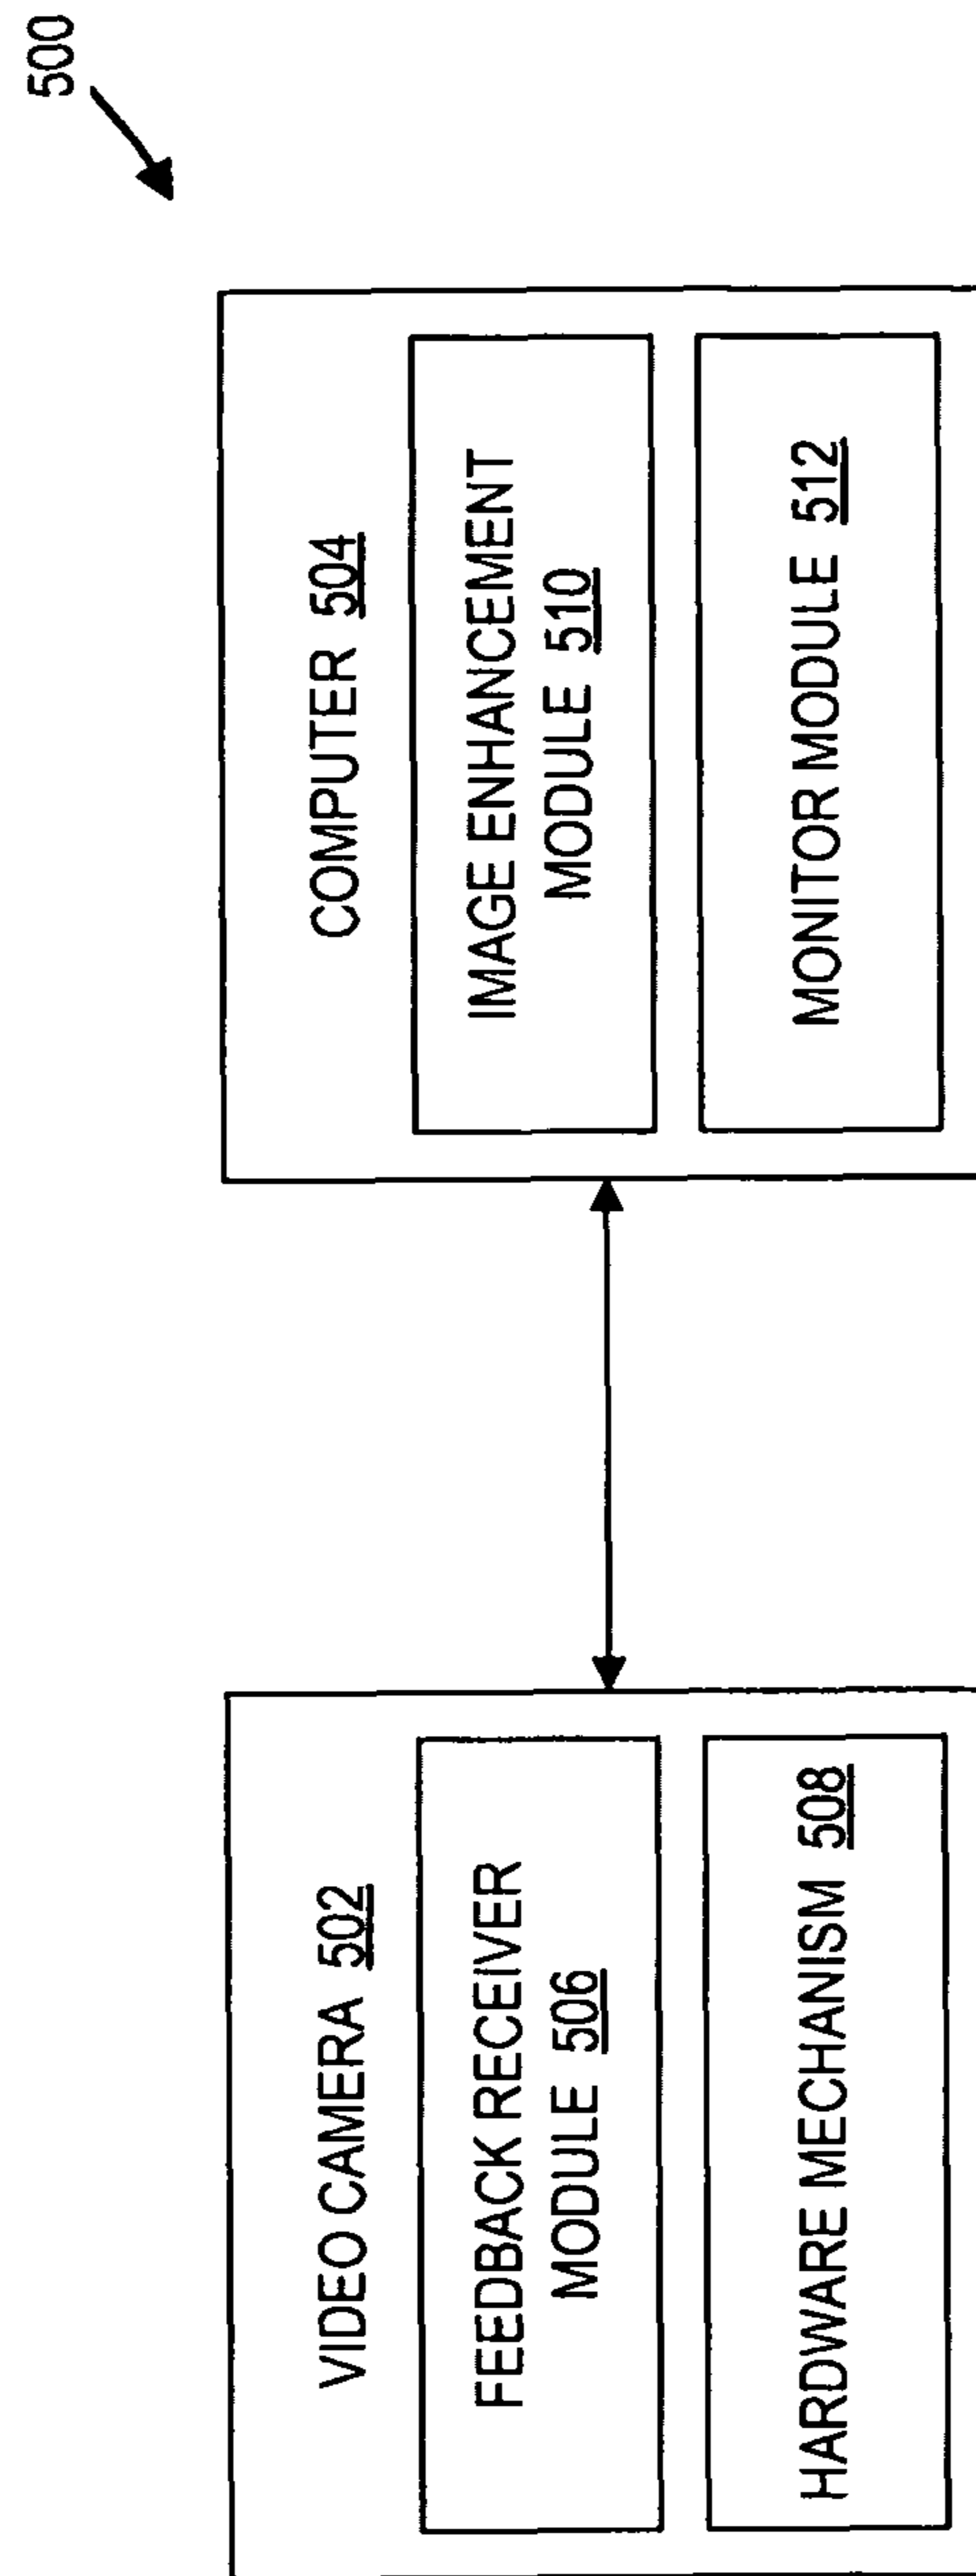 500
VIDEO CAMERA 502
FEEDBACK RECEIVER
MODULE 506
HARDWARE MECHANISM 508
COMPUTER 504
IMAGE ENHANCEMENT
MODULE 510
MONITOR MODULE 512